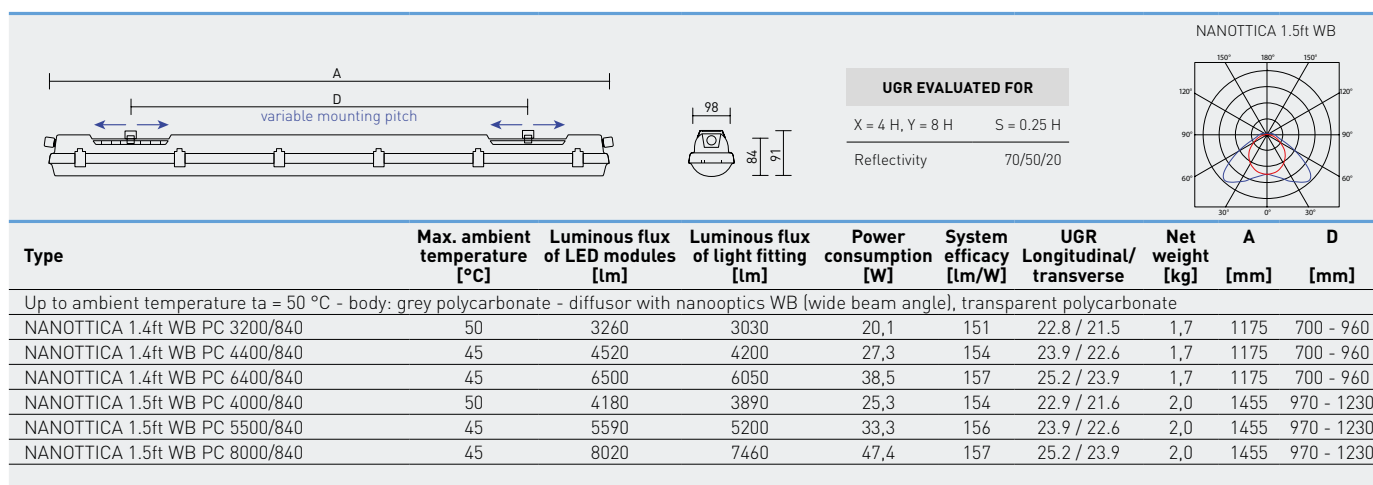 NANOTTICA 1.5ft WB
A
D
variable mounting pitch
98
84
91
UGR EVALUATED FOR
X = 4 H, Y = 8 H S = 0.25 H
Reflectivity 70/50/20
150° 180° 150°
120° 120°
90° 90°
60° 60°
30° 0° 30°
Type Max. ambient temperature [°C] Luminous flux of LED modules [lm] Luminous flux of light fitting [lm] Power consumption [W] System efficacy [lm/W] UGR Longitudinal/ transverse Net weight [kg] A [mm] D [mm]
Up to ambient temperature ta = 50 °C - body: grey polycarbonate - diffusor with nanooptics WB (wide beam angle), transparent polycarbonate
NANOTTICA 1.4ft WB PC 3200/840 50 3260 3030 20,1 151 22.8 / 21.5 1,7 1175 700 - 960
NANOTTICA 1.4ft WB PC 4400/840 45 4520 4200 27,3 154 23.9 / 22.6 1,7 1175 700 - 960
NANOTTICA 1.4ft WB PC 6400/840 45 6500 6050 38,5 157 25.2 / 23.9 1,7 1175 700 - 960
NANOTTICA 1.5ft WB PC 4000/840 50 4180 3890 25,3 154 22.9 / 21.6 2,0 1455 970 - 1230
NANOTTICA 1.5ft WB PC 5500/840 45 5590 5200 33,3 156 23.9 / 22.6 2,0 1455 970 - 1230
NANOTTICA 1.5ft WB PC 8000/840 45 8020 7460 47,4 157 25.2 / 23.9 2,0 1455 970 - 1230